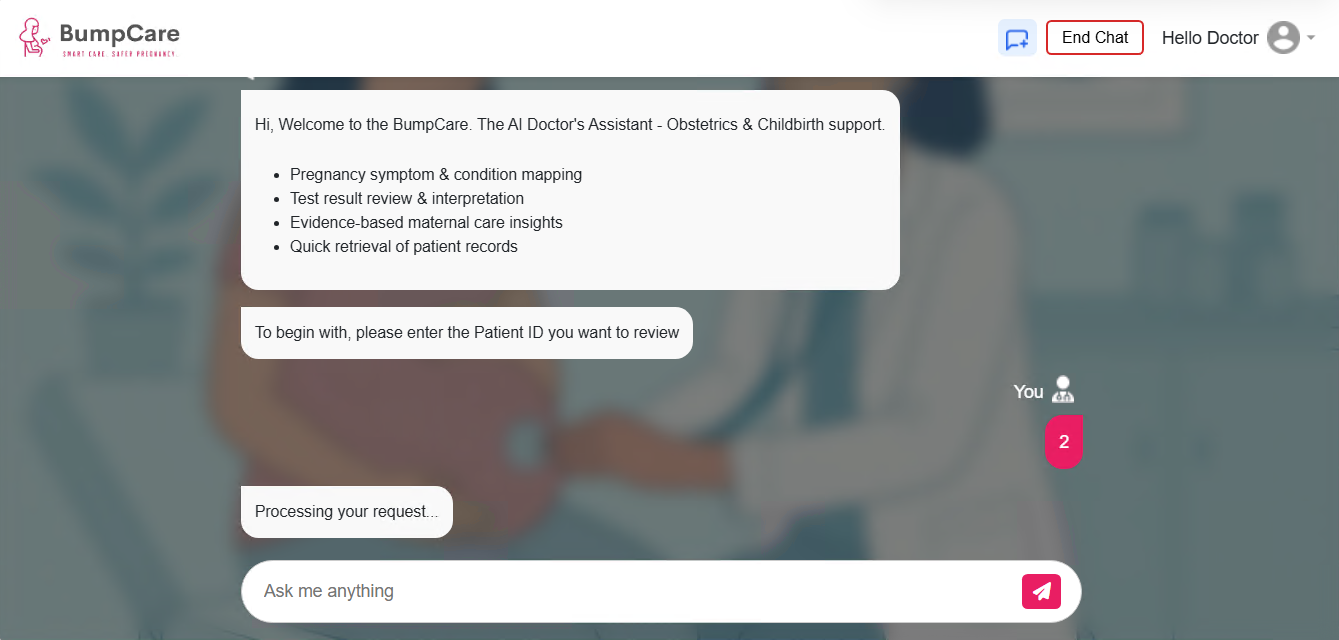 BumpCare
SMART CARE. SAFER PREGNANCY.
End Chat
Hello Doctor
Hi, Welcome to the BumpCare. The AI Doctor's Assistant - Obstetrics & Childbirth support.
• Pregnancy symptom & condition mapping
• Test result review & interpretation
• Evidence-based maternal care insights
• Quick retrieval of patient records
To begin with, please enter the Patient ID you want to review
You
2
Processing your request...
Ask me anything